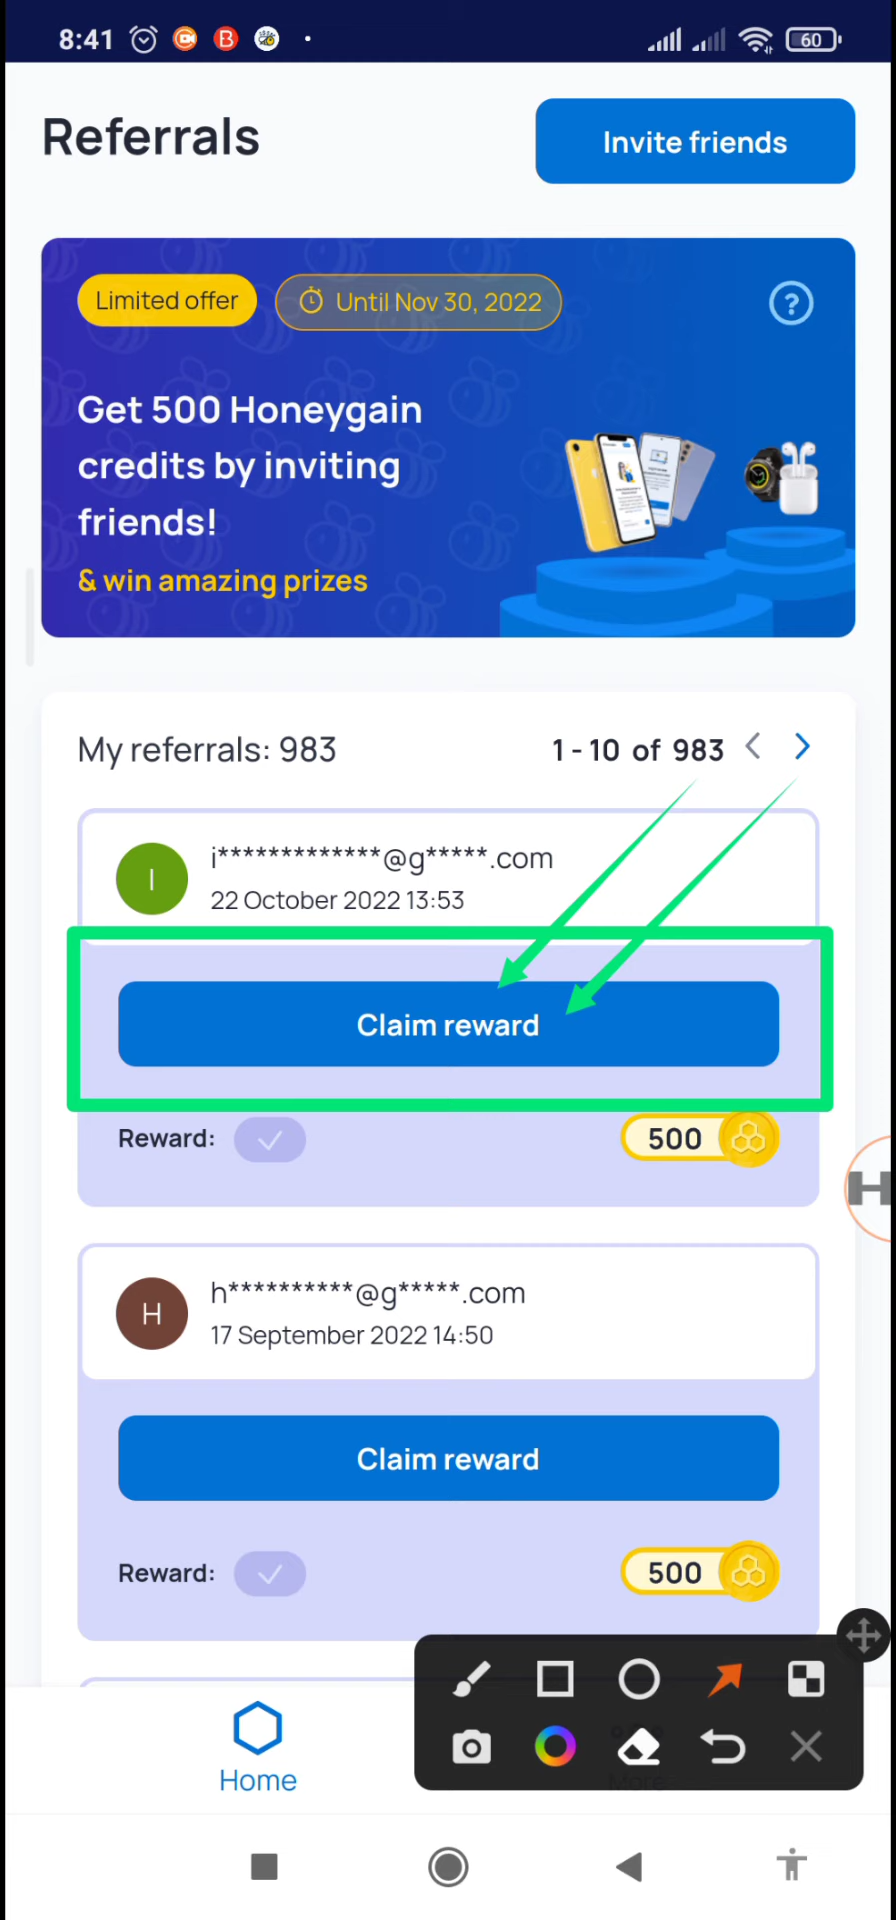 8:41
60
Referrals
Invite friends
Limited offer
Until Nov 30, 2022
?
Get 500 Honeygain
credits by inviting
friends!
& win amazing prizes
My referrals: 983
1 - 10 of 983
I
i*************@g*****.com
22 October 2022 13:53
Claim reward
Reward:
500
H
H
h**********@g*****.com
17 September 2022 14:50
Claim reward
Reward:
500
Home
More